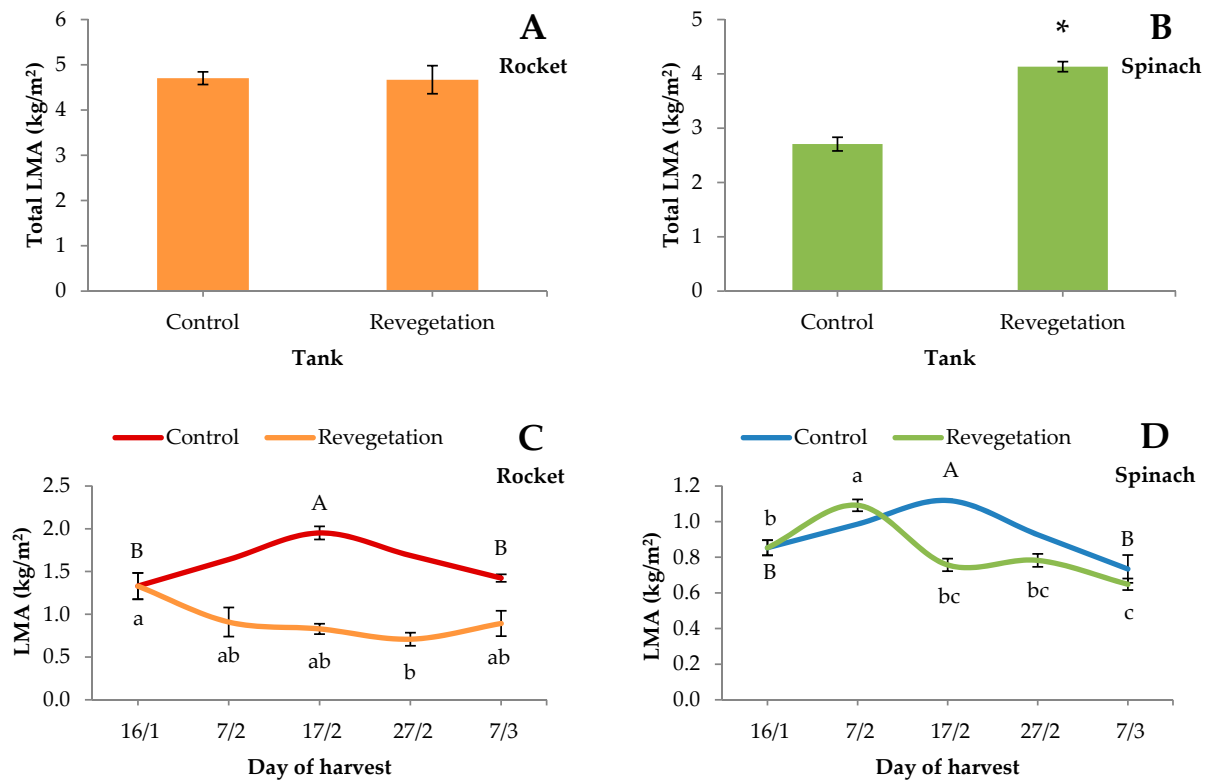 A
Rocket
Total LMA (kg/m²)
6
5
4
3
2
1
0
Control Revegetation
Tank
B
*
Spinach
Total LMA (kg/m²)
5
4
3
2
1
0
Control Revegetation
Tank
Control Revegetation
C
Rocket
LMA (kg/m²)
2.5
2.0
1.5
1.0
0.5
0.0
A
B B
a
ab ab b ab
16/1 7/2 17/2 27/2 7/3
Day of harvest
Control Revegetation
D
Spinach
LMA (kg/m²)
1.2
1.0
0.8
0.6
0.4
0.2
0.0
a A
b B
B
bc bc c
16/1 7/2 17/2 27/2 7/3
Day of harvest